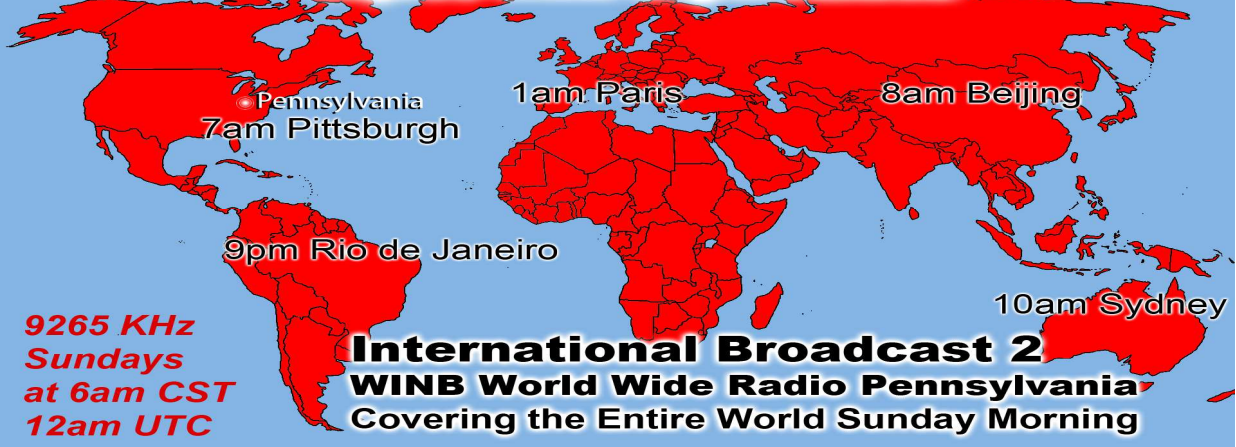 Pennsylvania
7am Pittsburgh
1am Paris
8am Beijing
9pm Rio de Janeiro
10am Sydney
9265 KHz
Sundays
at 6am CST
12am UTC
International Broadcast 2
WINB World Wide Radio Pennsylvania
Covering the Entire World Sunday Morning